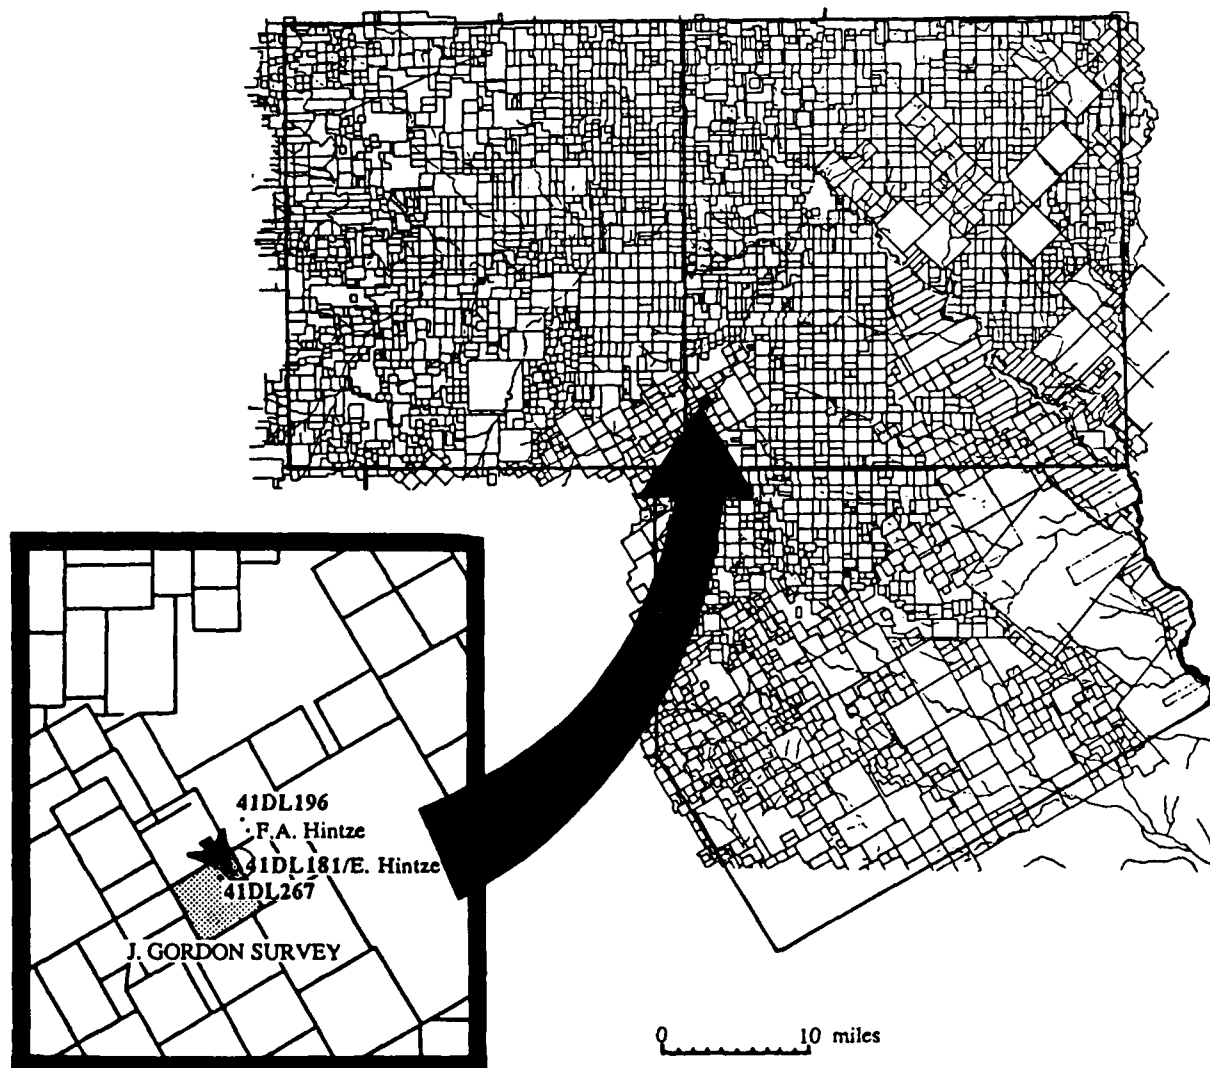 41DL196
F.A. Hintze
41DL181/E. Hintze
41DL267
J. GORDON SURVEY
0 10 miles